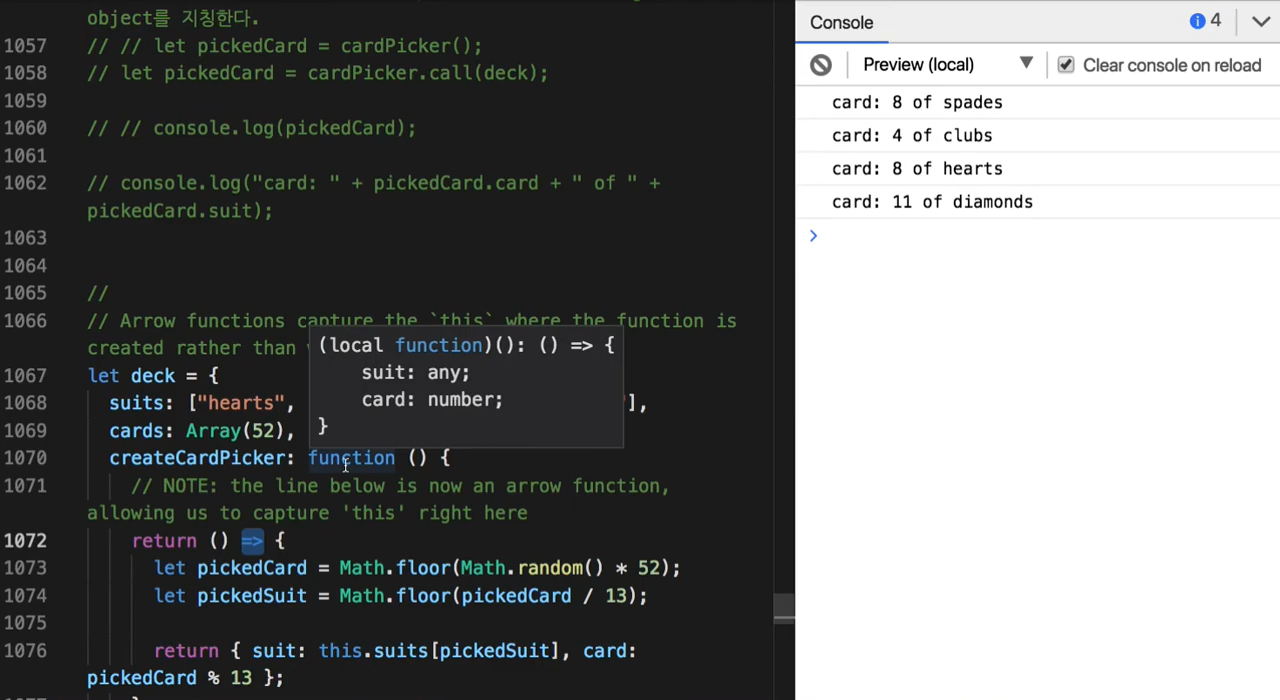 object를 지칭한다.
1057 // // let pickedCard = cardPicker();
1058 // let pickedCard = cardPicker.call(deck);
1059
1060 // // console.log(pickedCard);
1061
1062 // console.log("card: " + pickedCard.card + " of " +
pickedCard.suit);
1063
1064
1065 //
1066 // Arrow functions capture the `this` where the function is
created rather than
1067 let deck = {
1068 suits: ["hearts", ],
1069 cards: Array(52),
1070 createCardPicker: function () {
1071 // NOTE: the line below is now an arrow function,
allowing us to capture 'this' right here
1072 return () => {
1073 let pickedCard = Math.floor(Math.random() * 52);
1074 let pickedSuit = Math.floor(pickedCard / 13);
1075
1076 return { suit: this.suits[pickedSuit], card:
pickedCard % 13 };
(local function)(): () => {
suit: any;
card: number;
}
Console
4
Preview (local)
Clear console on reload
card: 8 of spades
card: 4 of clubs
card: 8 of hearts
card: 11 of diamonds
>